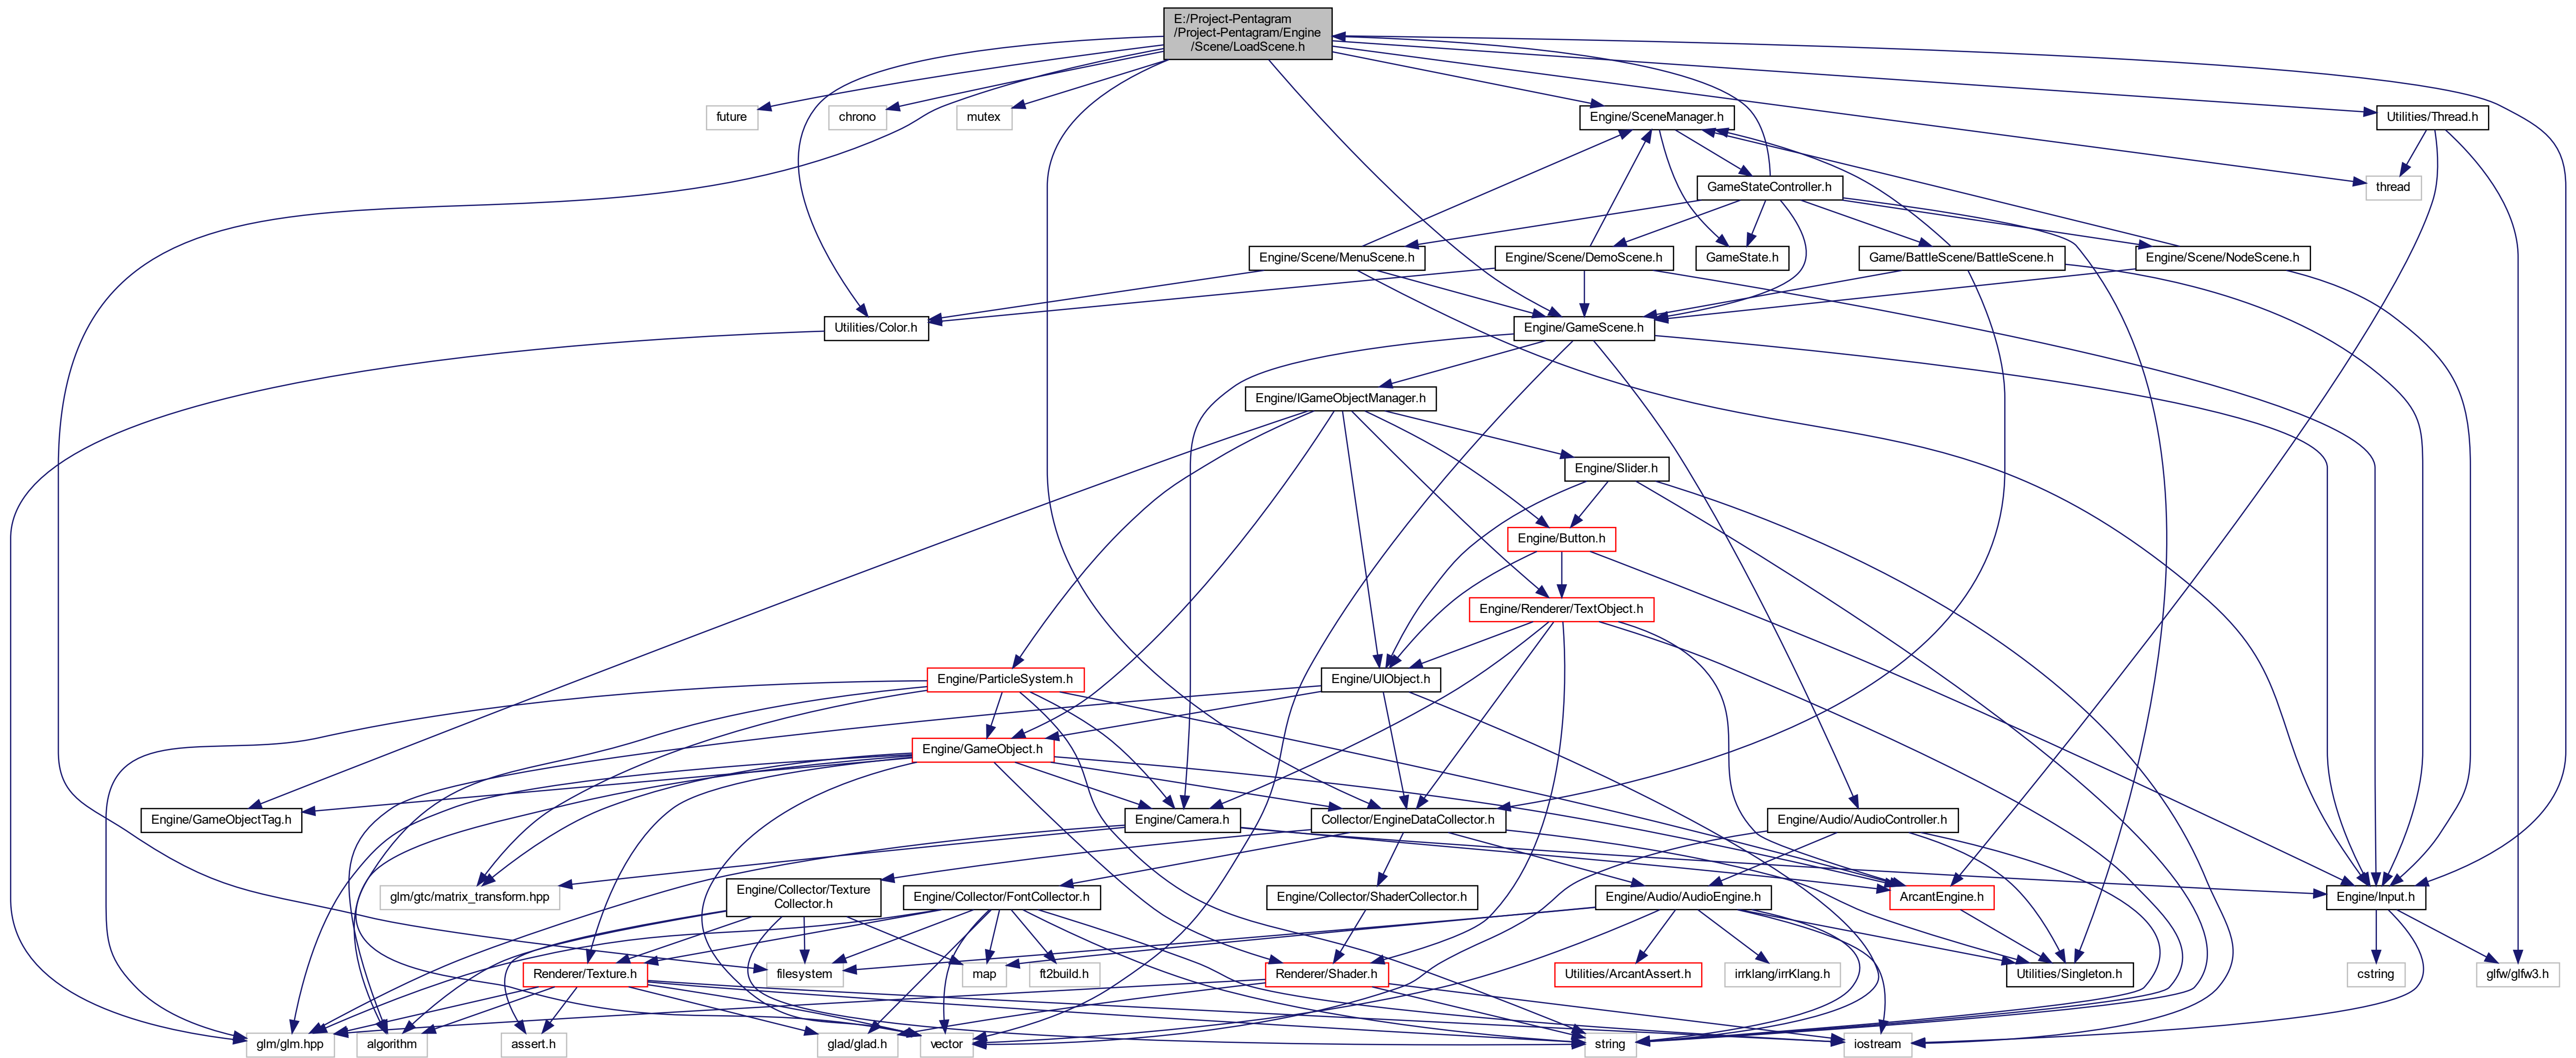 E:/Project-Pentagram
/Project-Pentagram/Engine
/Scene/LoadScene.h
future
chrono
mutex
Engine/SceneManager.h
Utilities/Thread.h
GameStateController.h
thread
Engine/Scene/MenuScene.h
Engine/Scene/DemoScene.h
GameState.h
Game/BattleScene/BattleScene.h
Engine/Scene/NodeScene.h
Utilities/Color.h
Engine/GameScene.h
Engine/IGameObjectManager.h
Engine/Slider.h
Engine/Button.h
Engine/Renderer/TextObject.h
Engine/ParticleSystem.h
Engine/UIObject.h
Engine/GameObject.h
Engine/GameObjectTag.h
Engine/Camera.h
Collector/EngineDataCollector.h
Engine/Audio/AudioController.h
glm/gtc/matrix_transform.hpp
Engine/Collector/Texture
Collector.h
Engine/Collector/FontCollector.h
Engine/Collector/ShaderCollector.h
Engine/Audio/AudioEngine.h
ArcantEngine.h
Engine/Input.h
Renderer/Texture.h
filesystem
map
ft2build.h
Renderer/Shader.h
Utilities/ArcantAssert.h
irrklang/irrKlang.h
Utilities/Singleton.h
cstring
glfw/glfw3.h
glm/glm.hpp
algorithm
assert.h
glad/glad.h
vector
string
iostream